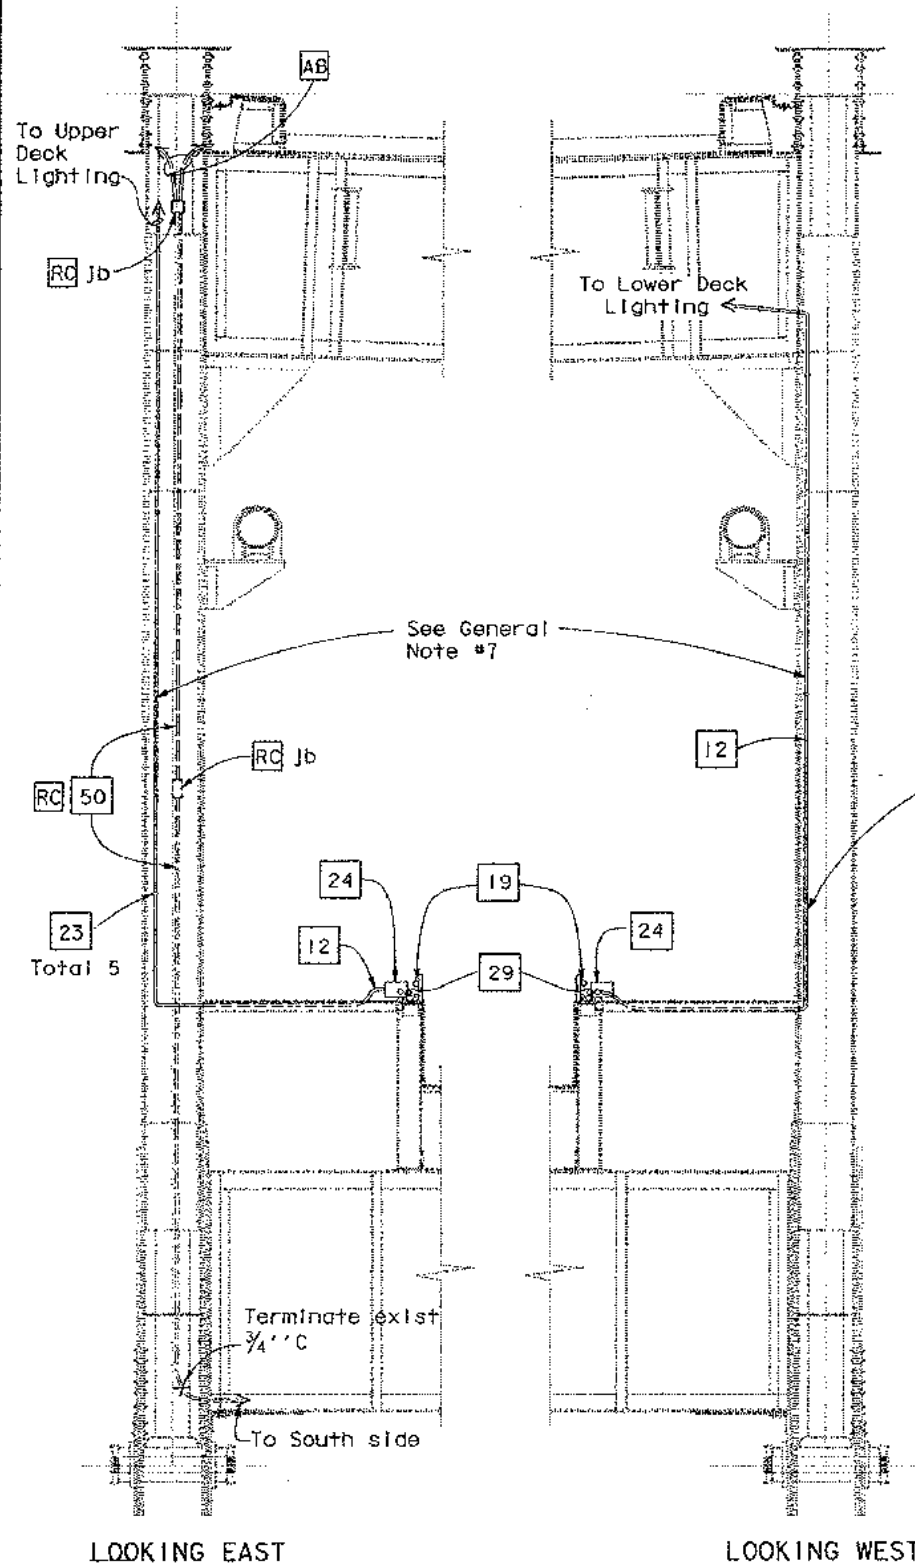 AB
To Upper
Deck
Lighting
RC Jb
To Lower Deck
Lighting
See General
Note #7
12
RC Jb
RC 50
24
19
23
Total 5
12
29
24
Terminate exist
3/4''C
To South side
LOOKING EAST
LOOKING WEST